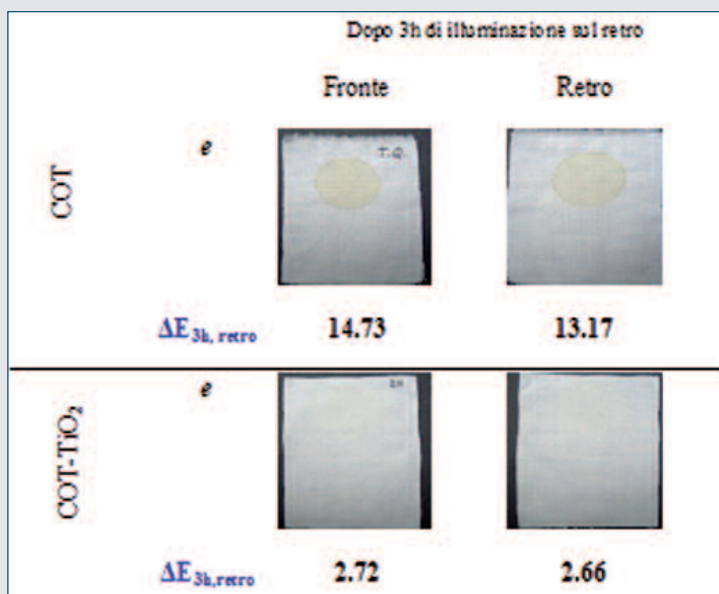 Dopo 3h di illuminazione sul retro
Fronte Retro
COT
e
T.Q.
ΔE3h, retro 14.73 13.17
COT-TiO2
e
ΔE3h,retro 2.72 2.66